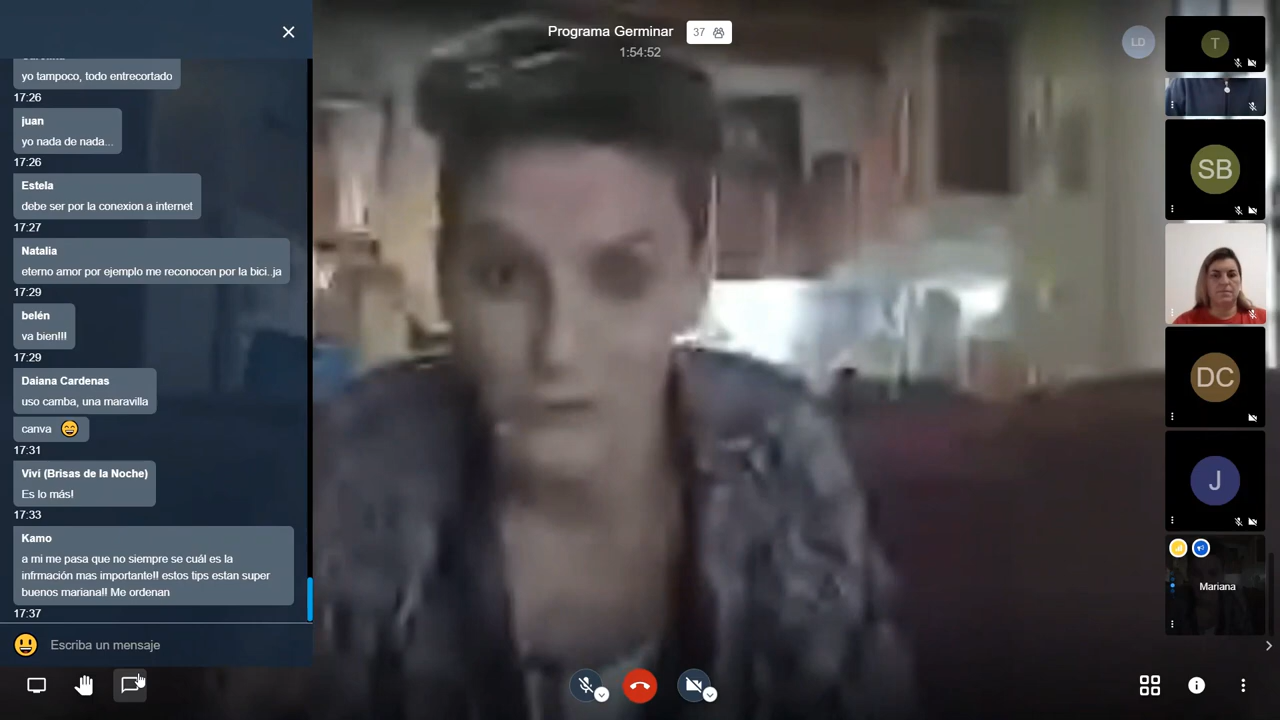 Programa Germinar
37
1:54:52
LD
yo tampoco, todo entrecortado
17:26
juan
yo nada de nada...
17:26
Estela
debe ser por la conexion a internet
17:27
Natalia
eterno amor por ejemplo me reconocen por la bici..ja
17:29
belén
va bien!!!
17:29
Daiana Cardenas
uso camba, una maravilla
canva
17:31
Vivi (Brisas de la Noche)
Es lo más!
17:33
Kamo
a mi me pasa que no siempre se cuál es la
infrmación mas importante!! estos tips estan super
buenos mariana!! Me ordenan
17:37
Escriba un mensaje
T
SB
DC
J
Mariana